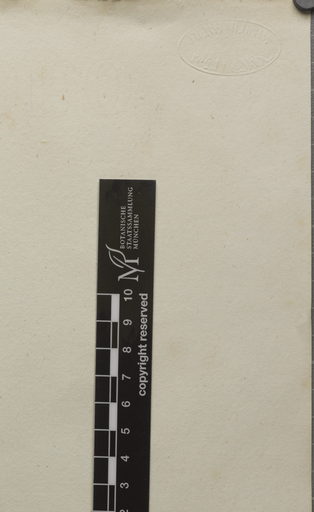 BOTANISCHE
STAATSSAMMLUNG
MÜNCHEN
M
copyright reserved
10
9
8
7
6
5
4
3
2